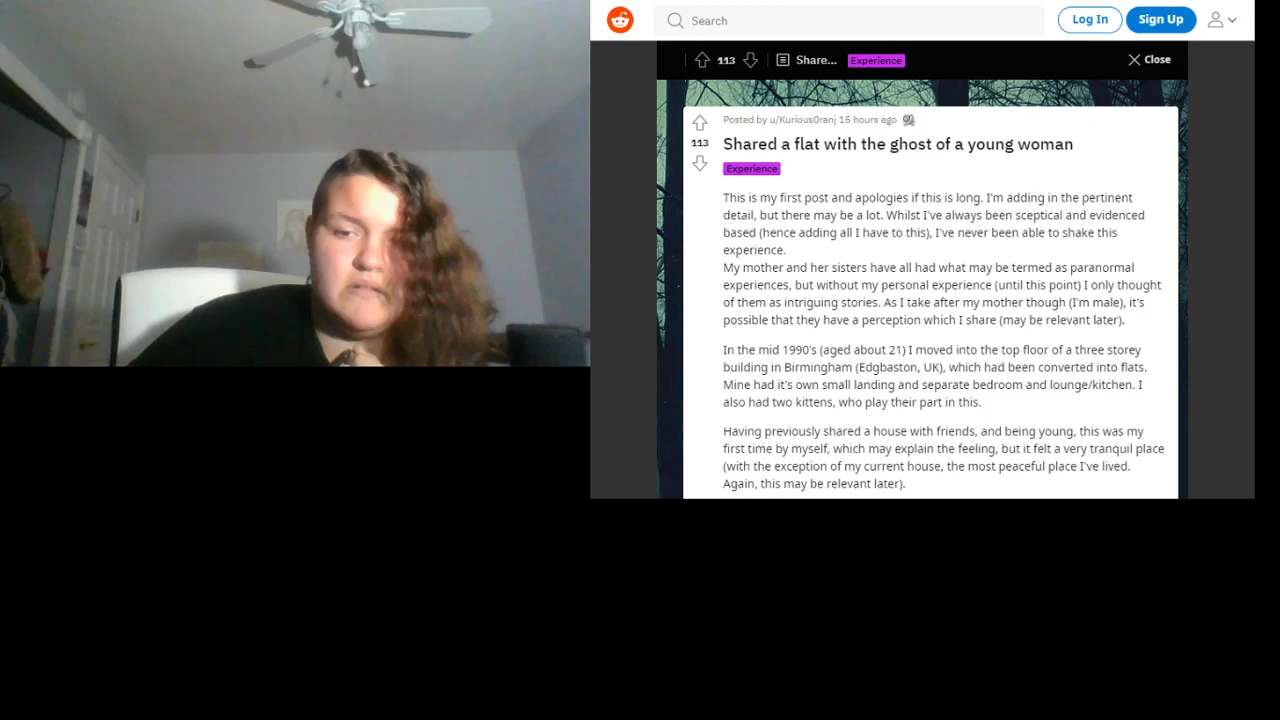 Search
Log In
Sign Up
113
Share...
Experience
Close
Posted by u/Kurious0ranj 15 hours ago
113
Shared a flat with the ghost of a young woman
Experience
This is my first post and apologies if this is long. I'm adding in the pertinent
detail, but there may be a lot. Whilst I've always been sceptical and evidenced
based (hence adding all I have to this), I've never been able to shake this
experience.
My mother and her sisters have all had what may be termed as paranormal
experiences, but without my personal experience (until this point) I only thought
of them as intriguing stories. As I take after my mother though (I'm male), it's
possible that they have a perception which I share (may be relevant later).
In the mid 1990's (aged about 21) I moved into the top floor of a three storey
building in Birmingham (Edgbaston, UK), which had been converted into flats.
Mine had it's own small landing and separate bedroom and lounge/kitchen. I
also had two kittens, who play their part in this.
Having previously shared a house with friends, and being young, this was my
first time by myself, which may explain the feeling, but it felt a very tranquil place
(with the exception of my current house, the most peaceful place I've lived.
Again, this may be relevant later).